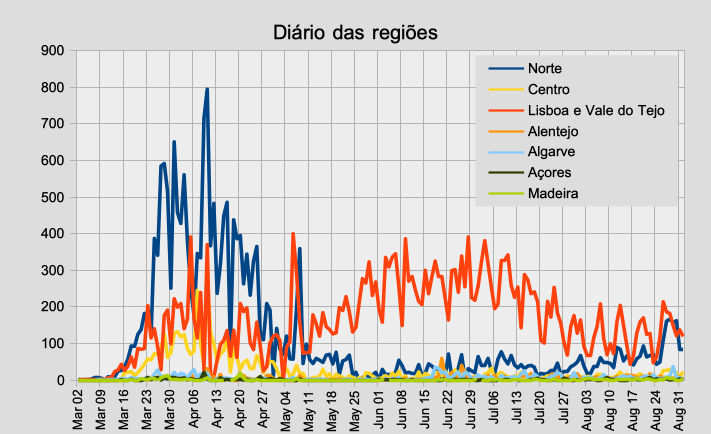 Diário das regiões
900
800
700
600
500
400
300
200
100
0
Norte
Centro
Lisboa e Vale do Tejo
Alentejo
Algarve
Açores
Madeira
Mar 02
Mar 09
Mar 16
Mar 23
Mar 30
Apr 06
Apr 13
Apr 20
Apr 27
May 04
May 11
May 18
May 25
Jun 01
Jun 08
Jun 15
Jun 22
Jun 29
Jul 06
Jul 13
Jul 20
Jul 27
Aug 03
Aug 10
Aug 17
Aug 24
Aug 31